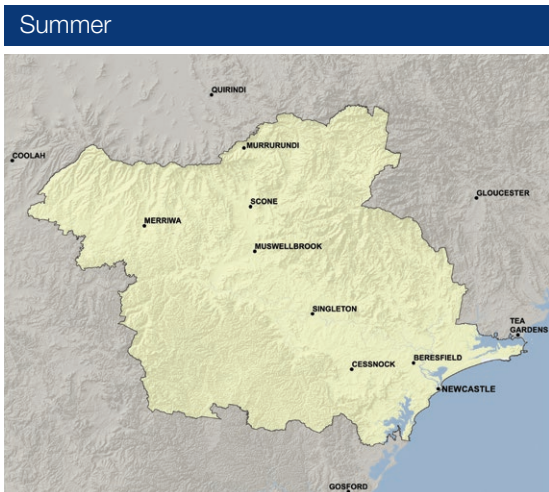 Summer
QUIRINDI
MURRURUNDI
COOLAH
GLOUCESTER
SCONE
MERRIWA
MUSWELLBROOK
SINGLETON
TEA
GARDENS
BERESFIELD
CESSNOCK
NEWCASTLE
GOSFORD